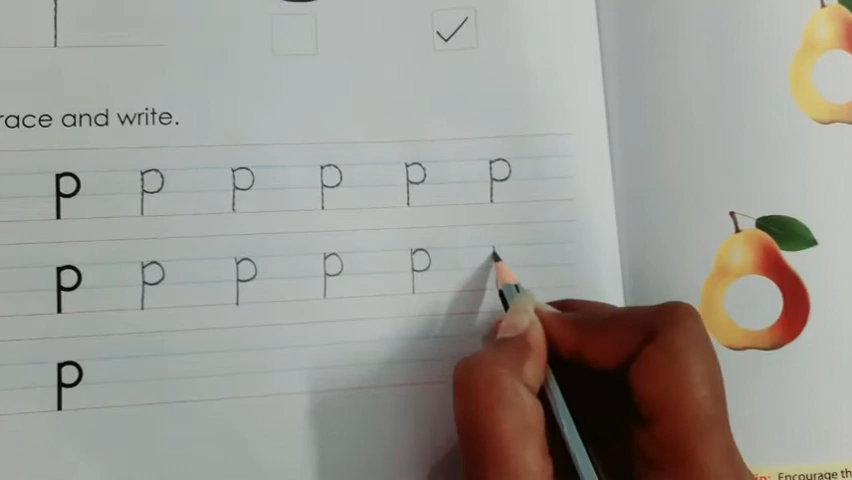 race and write.
p p p p p p
p p p p p
p
Encourage th